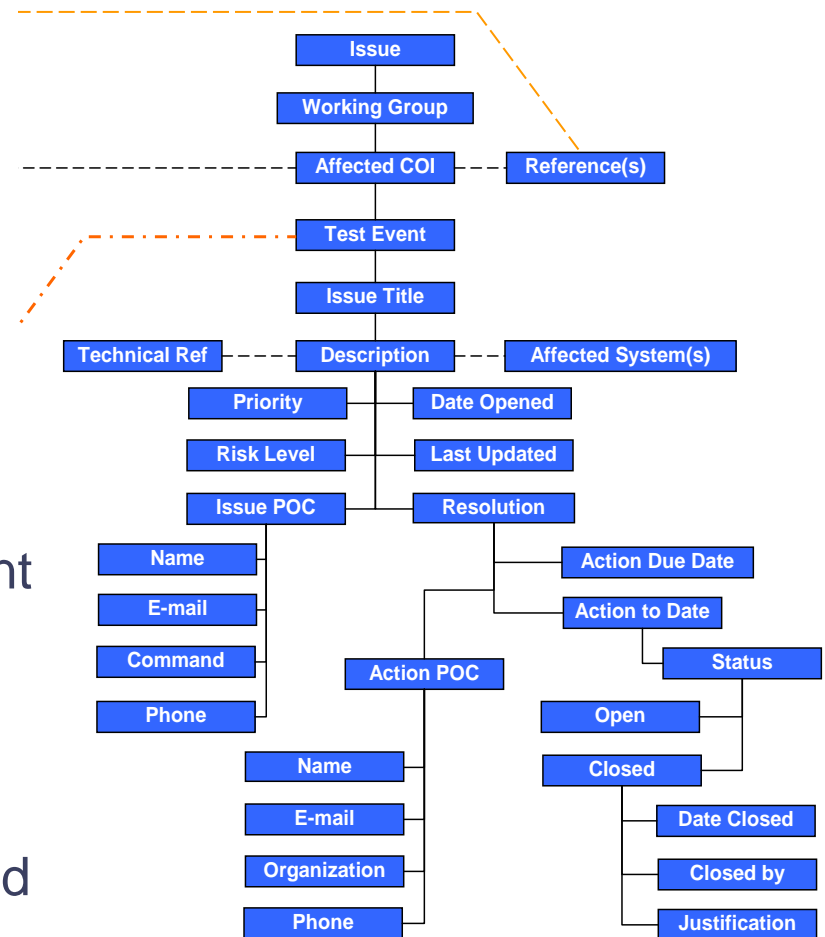 Issue
Working Group
Affected COI
Reference(s)
Test Event
Issue Title
Technical Ref
Description
Affected System(s)
Priority
Date Opened
Risk Level
Last Updated
Issue POC
Resolution
nt
Name
Action Due Date
E-mail
Action to Date
Command
Action POC
Status
Phone
Open
Name
Closed
E-mail
Date Closed
d
Organization
Closed by
Phone
Justification